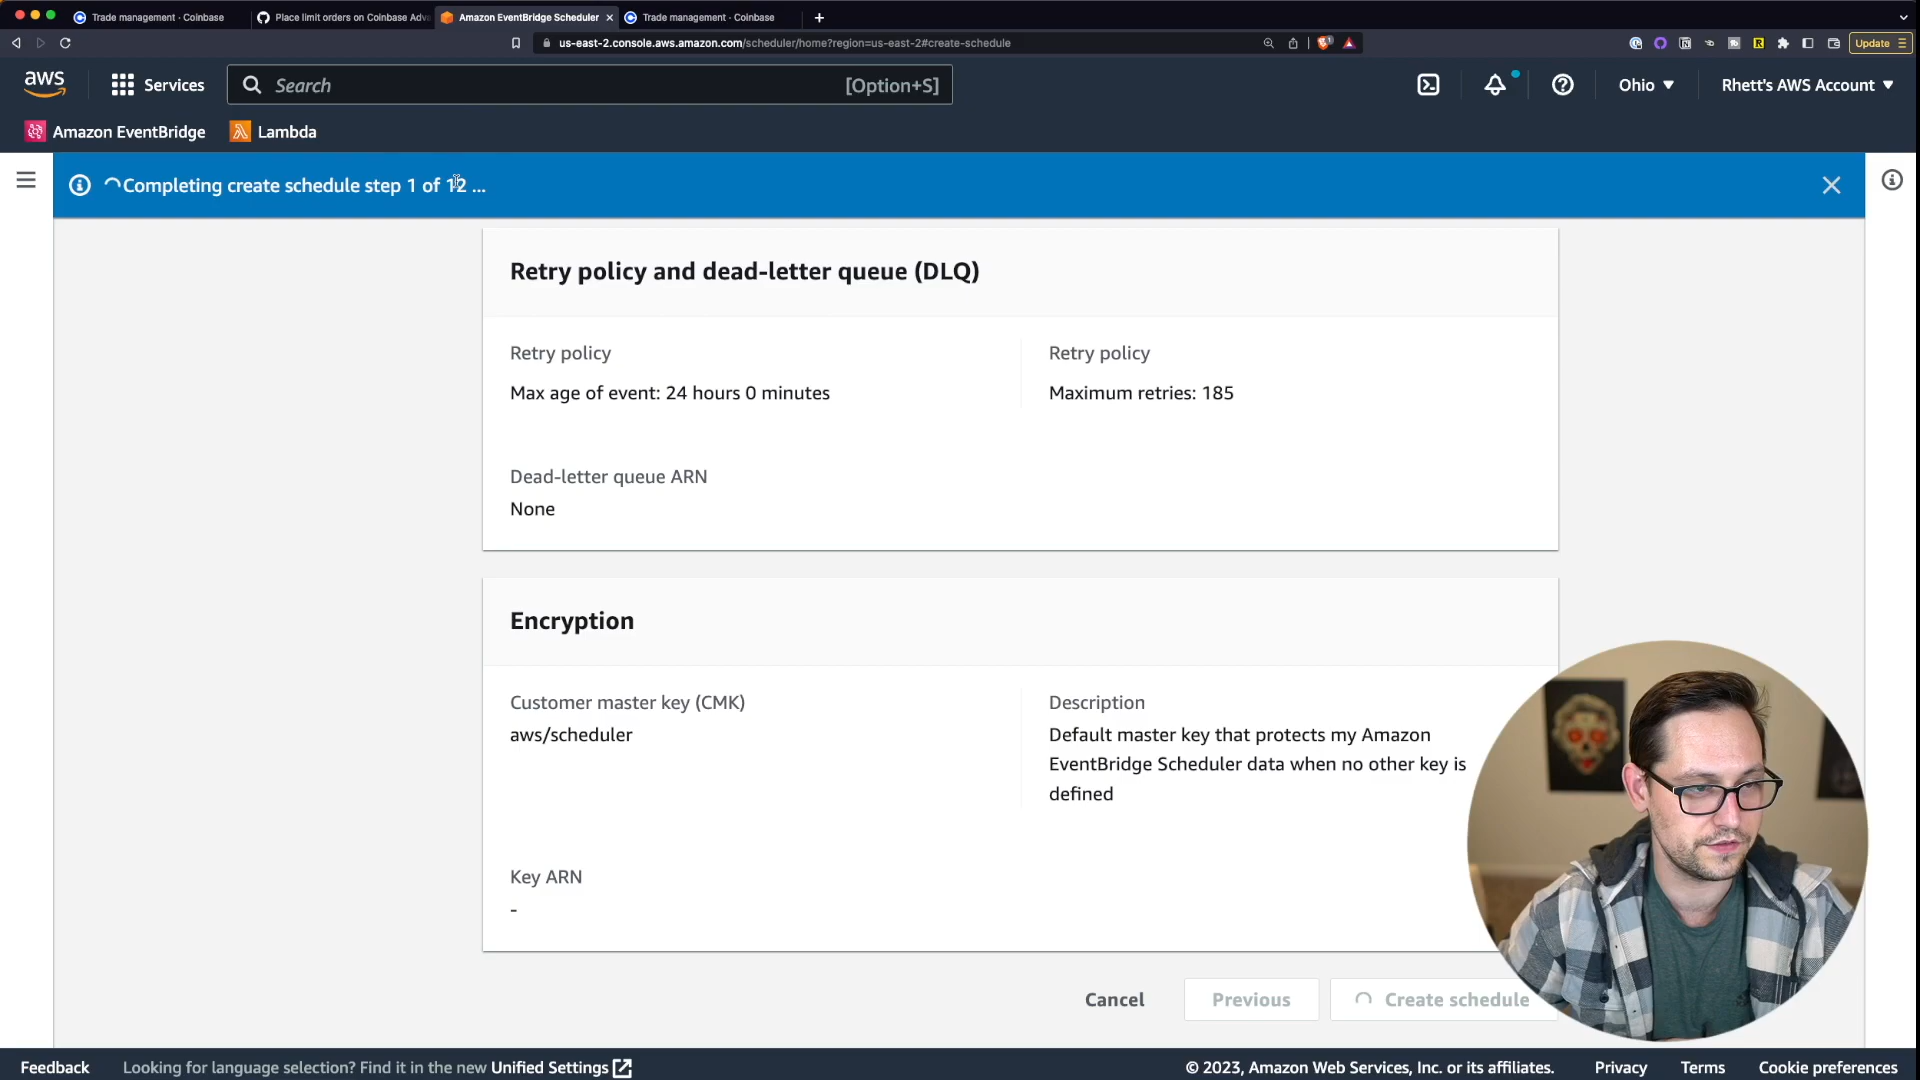 Trade management · Coinbase
Place limit orders on Coinbase Adv
Amazon EventBridge Scheduler
Trade management · Coinbase
us-east-2.console.aws.amazon.com/scheduler/home?region=us-east-2#create-schedule
Update
aws
Services
Search
[Option+S]
Ohio
Rhett's AWS Account
Amazon EventBridge
Lambda
Completing create schedule step 1 of 12 ...
Retry policy and dead-letter queue (DLQ)
Retry policy
Max age of event: 24 hours 0 minutes
Retry policy
Maximum retries: 185
Dead-letter queue ARN
None
Encryption
Customer master key (CMK)
aws/scheduler
Description
Default master key that protects my Amazon
EventBridge Scheduler data when no other key is
defined
Key ARN
-
Cancel
Previous
Create schedule
Feedback
Looking for language selection? Find it in the new Unified Settings
© 2023, Amazon Web Services, Inc. or its affiliates.
Privacy
Terms
Cookie preferences